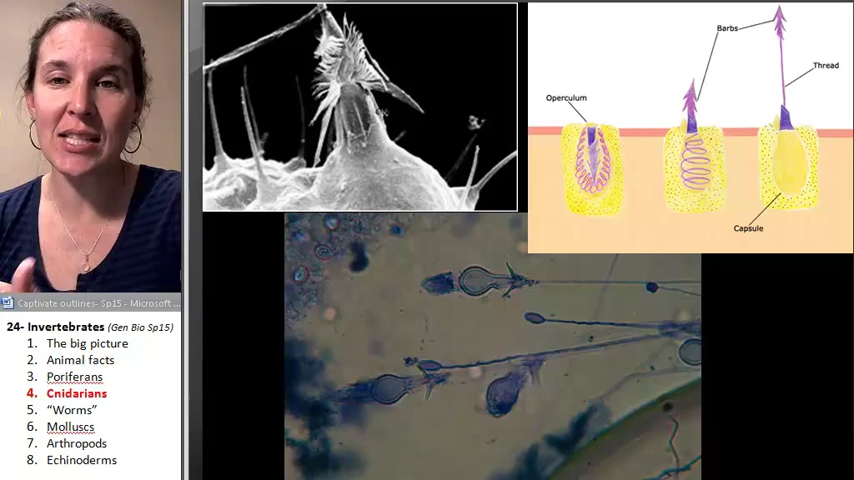 Captivate outlines- Sp15 - Microsoft ...
24- Invertebrates (Gen Bio Sp15)
1. The big picture
2. Animal facts
3. Poriferans
4. Cnidarians
5. “Worms”
6. Molluscs
7. Arthropods
8. Echinoderms
Barbs
Thread
Operculum
Capsule